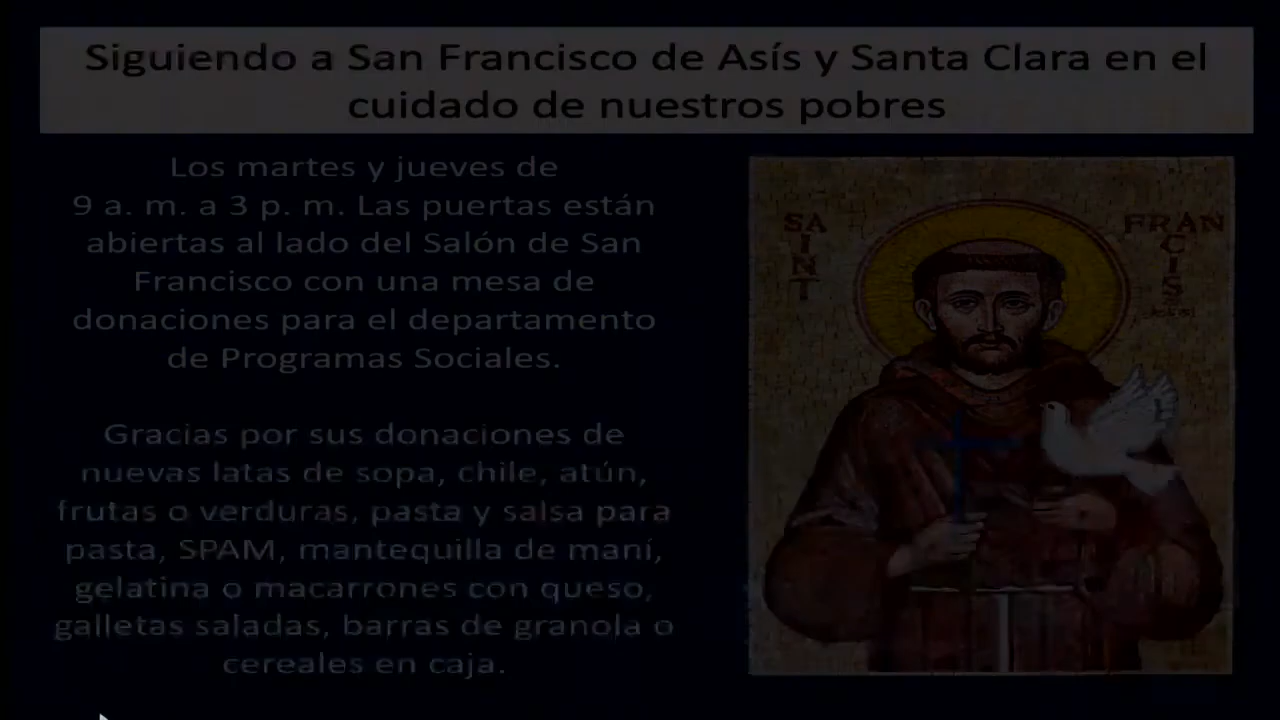 Siguiendo a San Francisco de Asís y Santa Clara en el
cuidado de nuestros pobres
Los martes y jueves de
9 a. m. a 3 p. m. Las puertas están
abiertas al lado del Salón de San
Francisco con una mesa de
donaciones para el departamento
de Programas Sociales.
Gracias por sus donaciones de
nuevas latas de sopa, chile, atún,
frutas o verduras, pasta y salsa para
pasta, SPAM, mantequilla de maní,
gelatina o macarrones con queso,
galletas saladas, barras de granola o
cereales en caja.
SAINT
FRANCIS